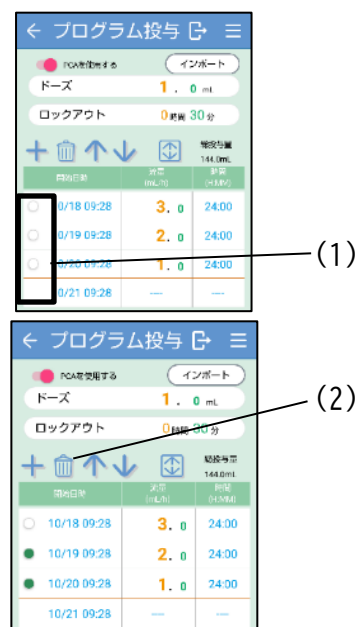 ← プログラム投与
PCAを使用する インポート
ドーズ 1. 0 mL
ロックアウト 0時間 30分
総投与量
144.0mL
開始日時 流量 (mL/h) 時間 (H:MM)
0/18 09:28 3. 0 24:00
0/19 09:28 2. 0 24:00
0/20 09:28 1. 0 24:00
0/21 09:28 ---- ----
(1)
← プログラム投与
PCAを使用する インポート
ドーズ 1. 0 mL
(2)
ロックアウト 0時間 30分
総投与量
144.0mL
開始日時 流量 (mL/h) 時間 (H:MM)
10/18 09:28 3. 0 24:00
10/19 09:28 2. 0 24:00
10/20 09:28 1. 0 24:00
10/21 09:28 ---- ----